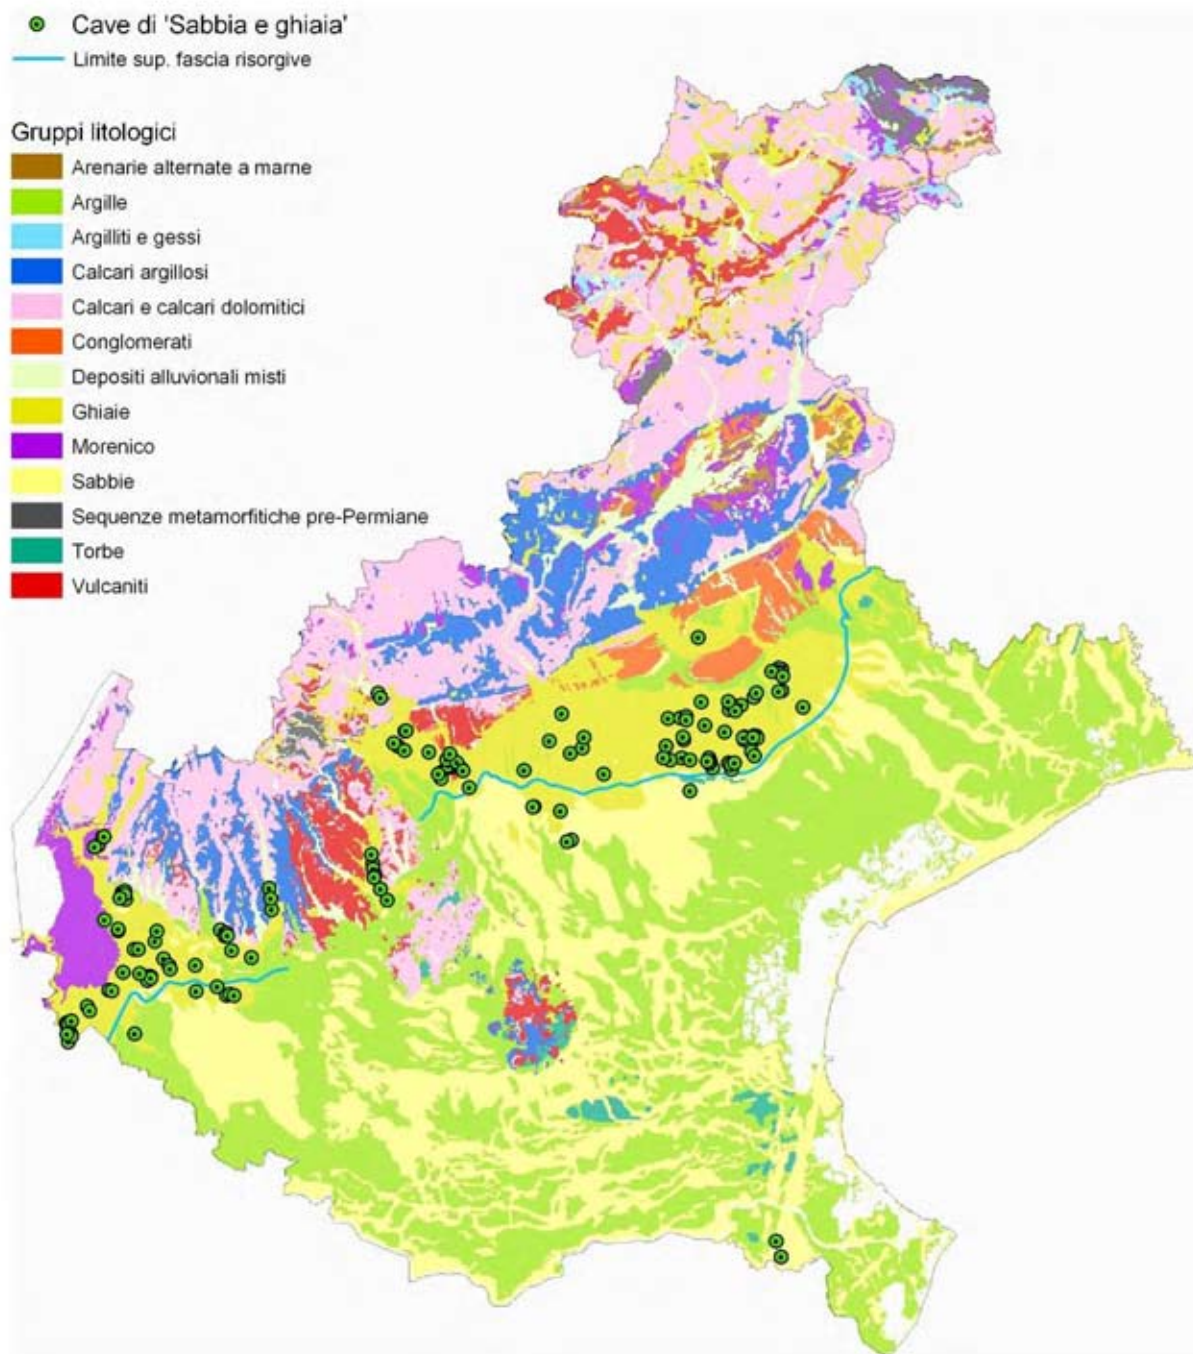 Cave di 'Sabbia e ghiaia'
Limite sup. fascia risorgive
Gruppi litologici
Arenarie alternate a marne
Argille
Argilliti e gessi
Calcari argillosi
Calcari e calcari dolomitici
Conglomerati
Depositi alluvionali misti
Ghiaie
Morenico
Sabbie
Sequenze metamorfitiche pre-Permiane
Torbe
Vulcaniti